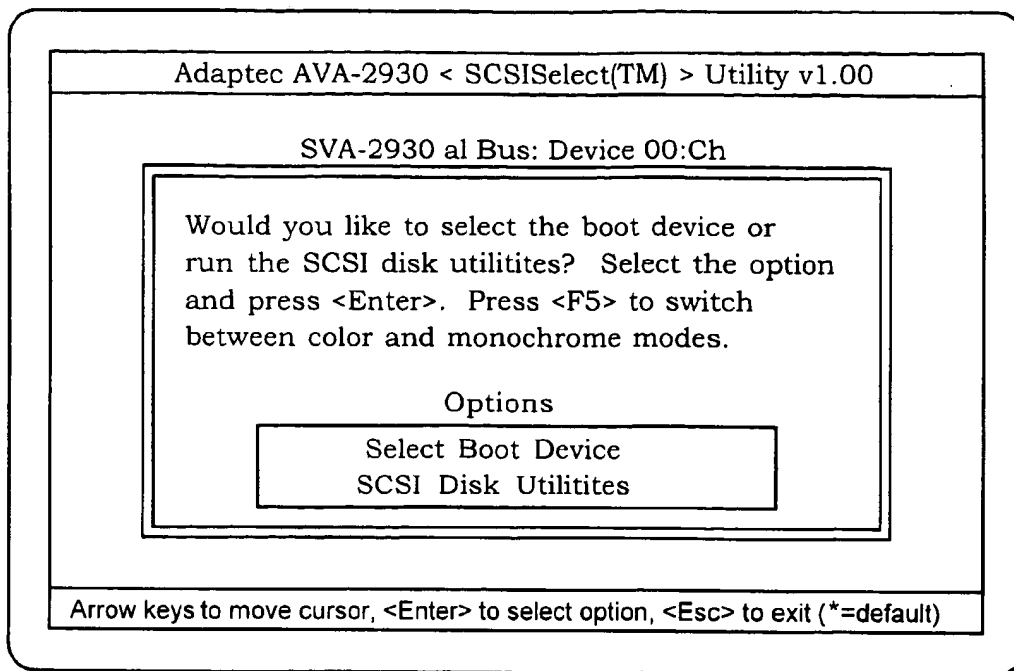 Adaptec AVA-2930 < SCSISelect(TM) > Utility v1.00
SVA-2930 al Bus: Device 00:Ch
Would you like to select the boot device or
run the SCSI disk utilitites? Select the option
and press <Enter>. Press <F5> to switch
between color and monochrome modes.
Options
Select Boot Device
SCSI Disk Utilitites
Arrow keys to move cursor, <Enter> to select option, <Esc> to exit (*=default)